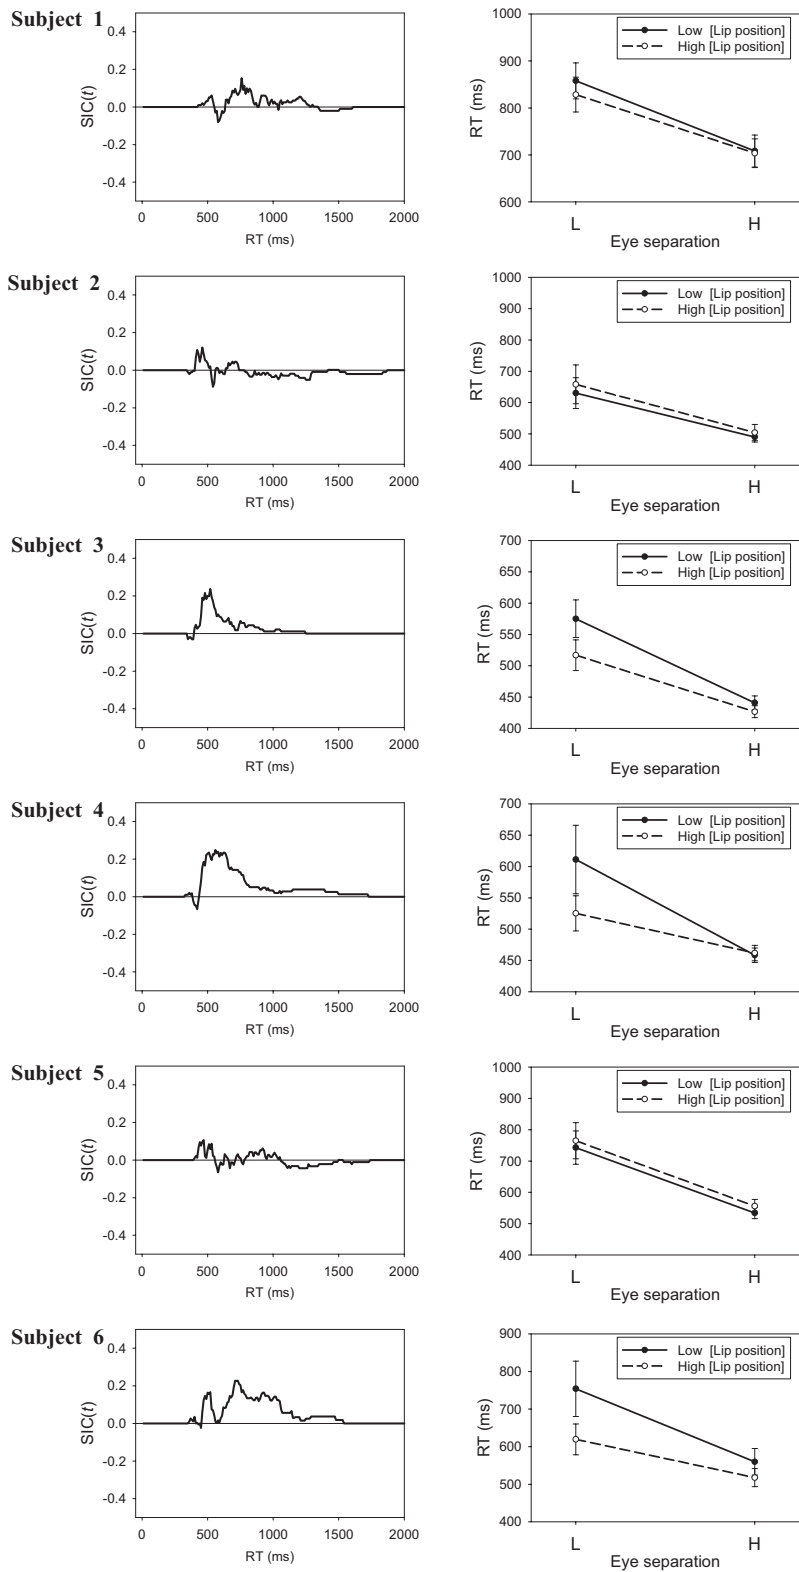 Subject 1
0.4
0.2
0.0
-0.2
-0.4
SIC(t)
0 500 1000 1500 2000
RT (ms)
1000
900
800
700
600
RT (ms)
Low [Lip position]
High [Lip position]
L H
Eye separation
Subject 2
0.4
0.2
0.0
-0.2
-0.4
SIC(t)
0 500 1000 1500 2000
RT (ms)
1000
900
800
700
600
500
400
RT (ms)
Low [Lip position]
High [Lip position]
L H
Eye separation
Subject 3
0.4
0.2
0.0
-0.2
-0.4
SIC(t)
0 500 1000 1500 2000
RT (ms)
700
650
700
550
500
450
400
RT (ms)
Low [Lip position]
High [Lip position]
L H
Eye separation
Subject 4
0.4
0.2
0.0
-0.2
-0.4
SIC(t)
0 500 1000 1500 2000
RT (ms)
700
650
600
550
500
450
400
RT (ms)
Low [Lip position]
High [Lip position]
L H
Eye separation
Subject 5
0.4
0.2
0.0
-0.2
-0.4
SIC(t)
0 500 1000 1500 2000
RT (ms)
1000
900
800
700
600
500
400
RT (ms)
Low [Lip position]
High [Lip position]
L H
Eye separation
Subject 6
0.4
0.2
0.0
-0.2
-0.4
SIC(t)
0 500 1000 1500 2000
RT (ms)
900
800
700
600
500
400
RT (ms)
Low [Lip position]
High [Lip position]
L H
Eye separation